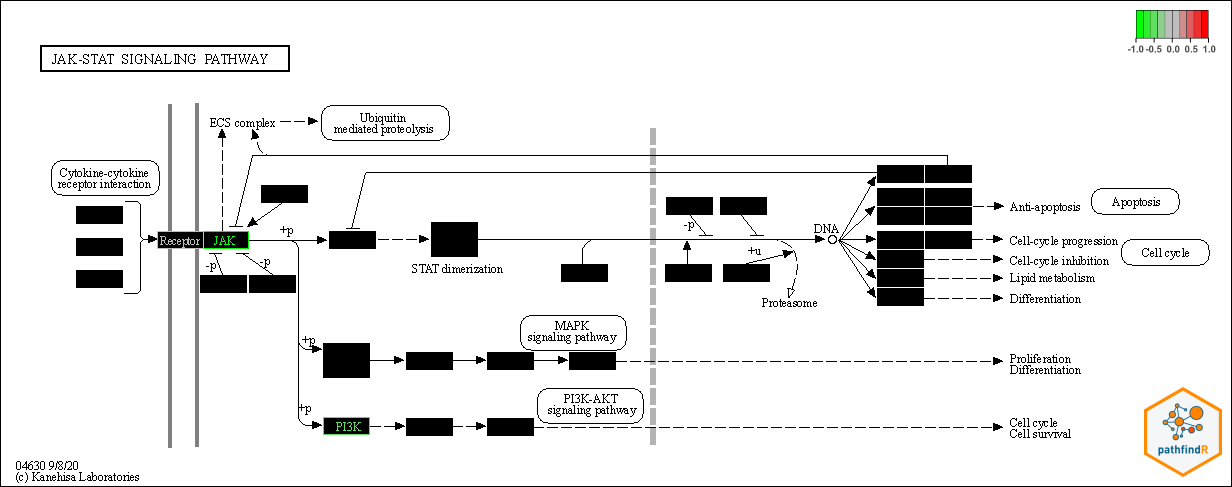 -1.0 -0.5 0.0 0.5 1.0
JAK-STAT SIGNALING PATHWAY
ECS complex
Ubiquitin
mediated proteolysis
Cytokine-cytokine
receptor interaction
Receptor
JAK
+p
-p
-p
STAT dimerization
-p
+u
DNA
Proteasome
Anti-apoptosis
Apoptosis
Cell-cycle progression
Cell cycle
Cell-cycle inhibition
Lipid metabolism
Differentiation
+p
MAPK
signaling pathway
Proliferation
Differentiation
+p
PI3K
PI3K-AKT
signaling pathway
Cell cycle
Cell survival
pathfindR
04630 9/8/20
(c) Kanehisa Laboratories